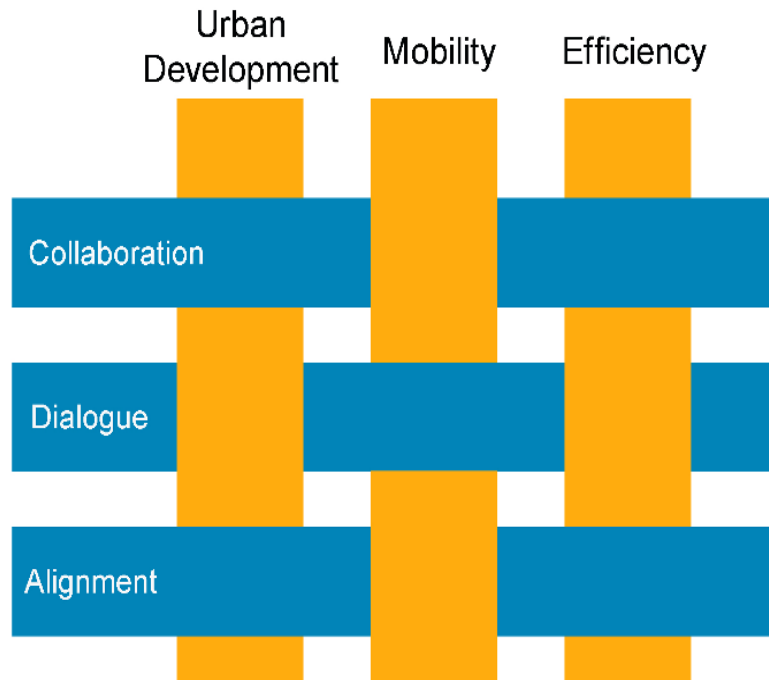 Urban
Development
Mobility
Efficiency
Collaboration
Dialogue
Alignment